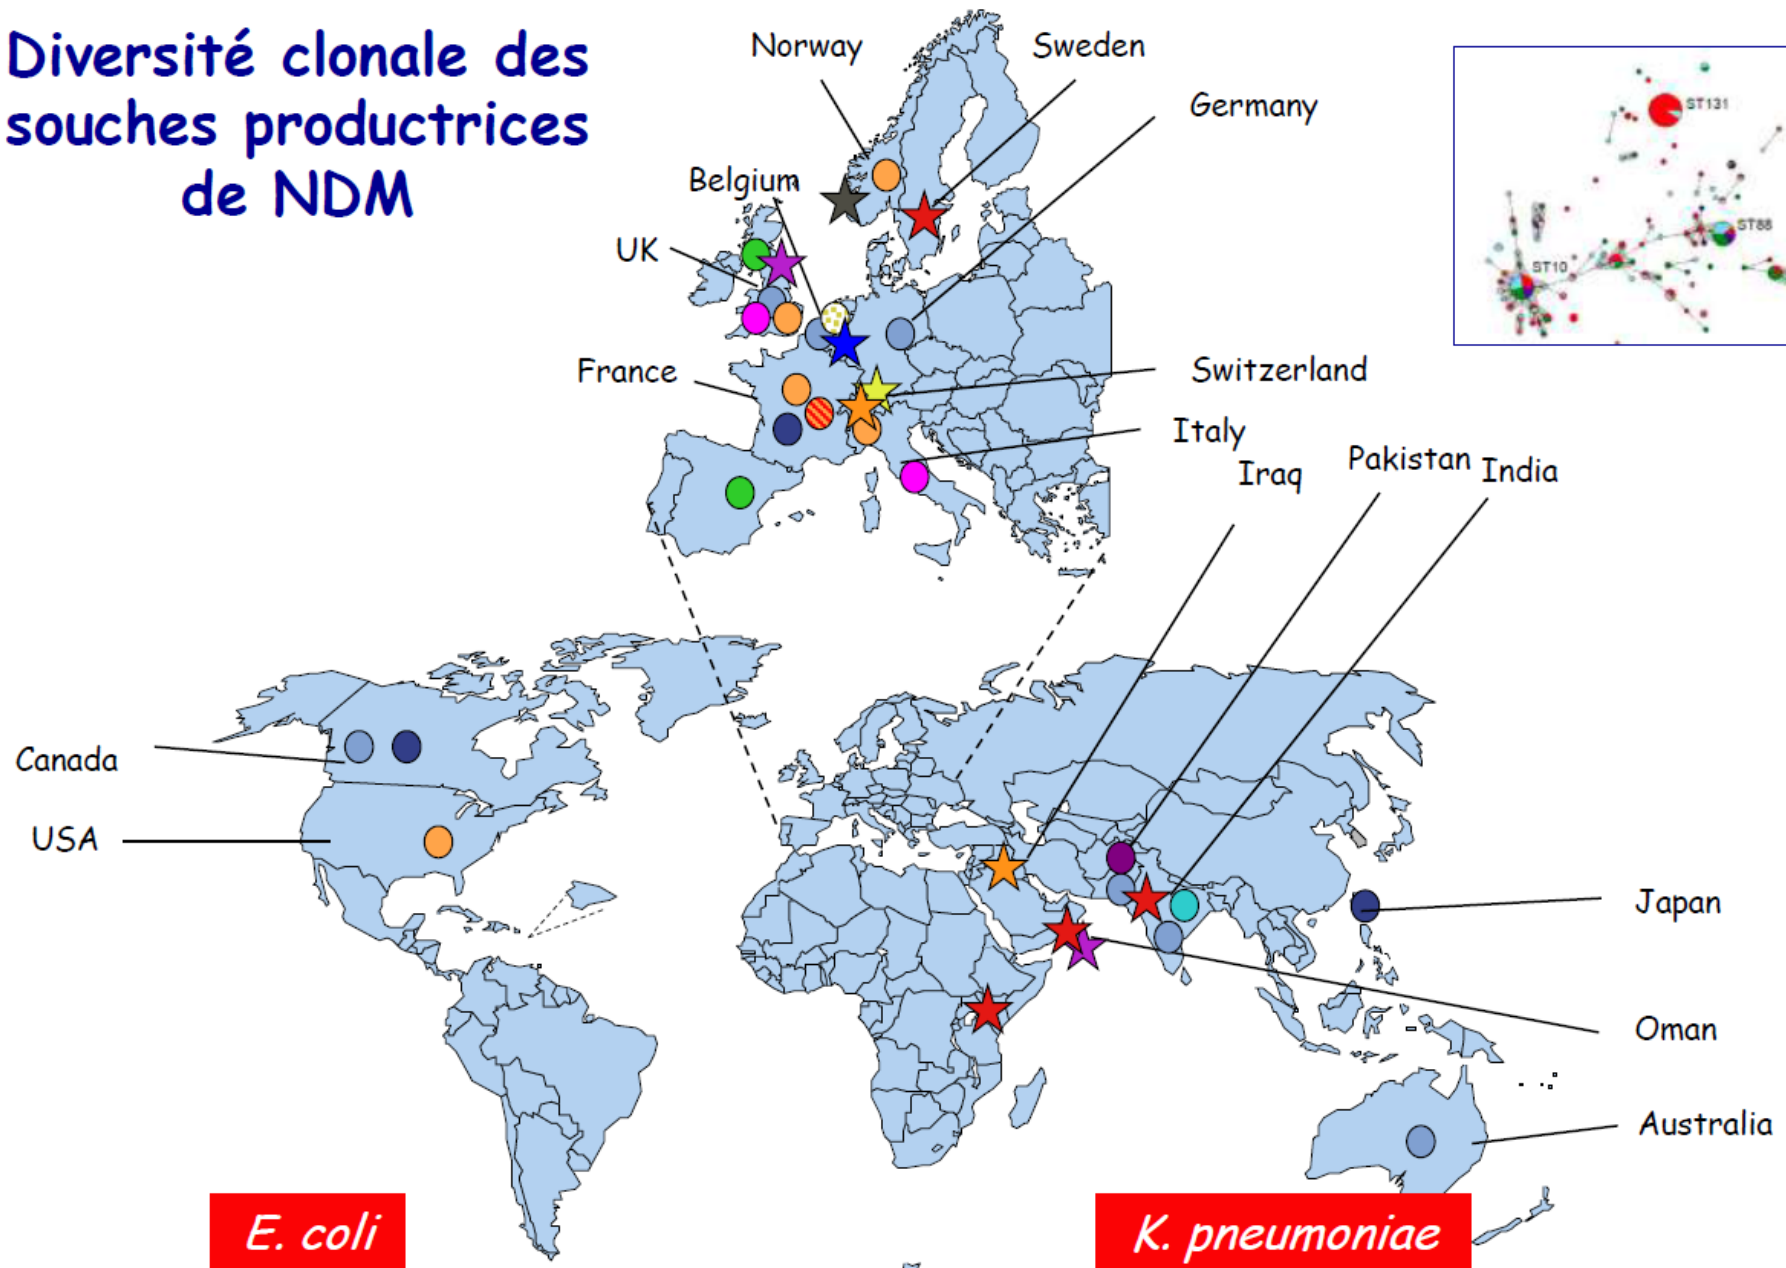 Diversité clonale des
souches productrices
de NDM
Norway
Sweden
Germany
Belgium
UK
France
Switzerland
Italy
Iraq
Pakistan
India
ST131
ST88
ST10
Canada
USA
Japan
Oman
Australia
E. coli
K. pneumoniae